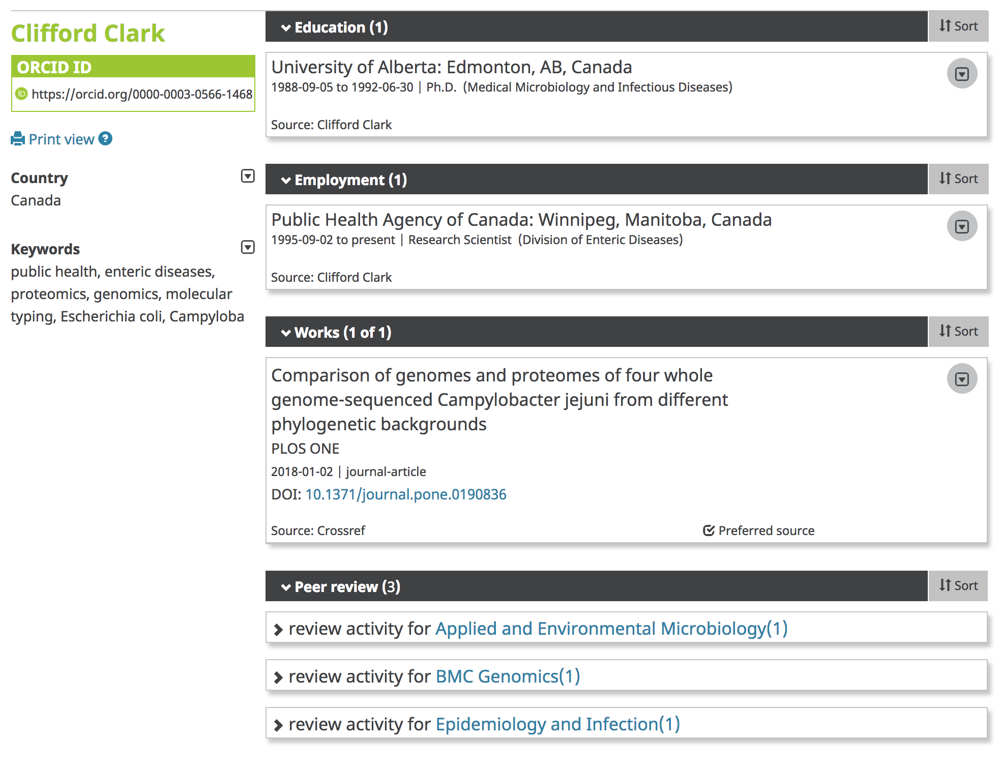 Clifford Clark
ORCID ID
iD https://orcid.org/0000-0003-0566-1468
Print view ?
Country
Canada
Keywords
public health, enteric diseases,
proteomics, genomics, molecular
typing, Escherichia coli, Campyloba
Education (1)
Sort
University of Alberta: Edmonton, AB, Canada
1988-09-05 to 1992-06-30 | Ph.D. (Medical Microbiology and Infectious Diseases)
Source: Clifford Clark
Employment (1)
Sort
Public Health Agency of Canada: Winnipeg, Manitoba, Canada
1995-09-02 to present | Research Scientist (Division of Enteric Diseases)
Source: Clifford Clark
Works (1 of 1)
Sort
Comparison of genomes and proteomes of four whole
genome-sequenced Campylobacter jejuni from different
phylogenetic backgrounds
PLOS ONE
2018-01-02 | journal-article
DOI: 10.1371/journal.pone.0190836
Source: Crossref
Preferred source
Peer review (3)
Sort
review activity for Applied and Environmental Microbiology(1)
review activity for BMC Genomics(1)
review activity for Epidemiology and Infection(1)